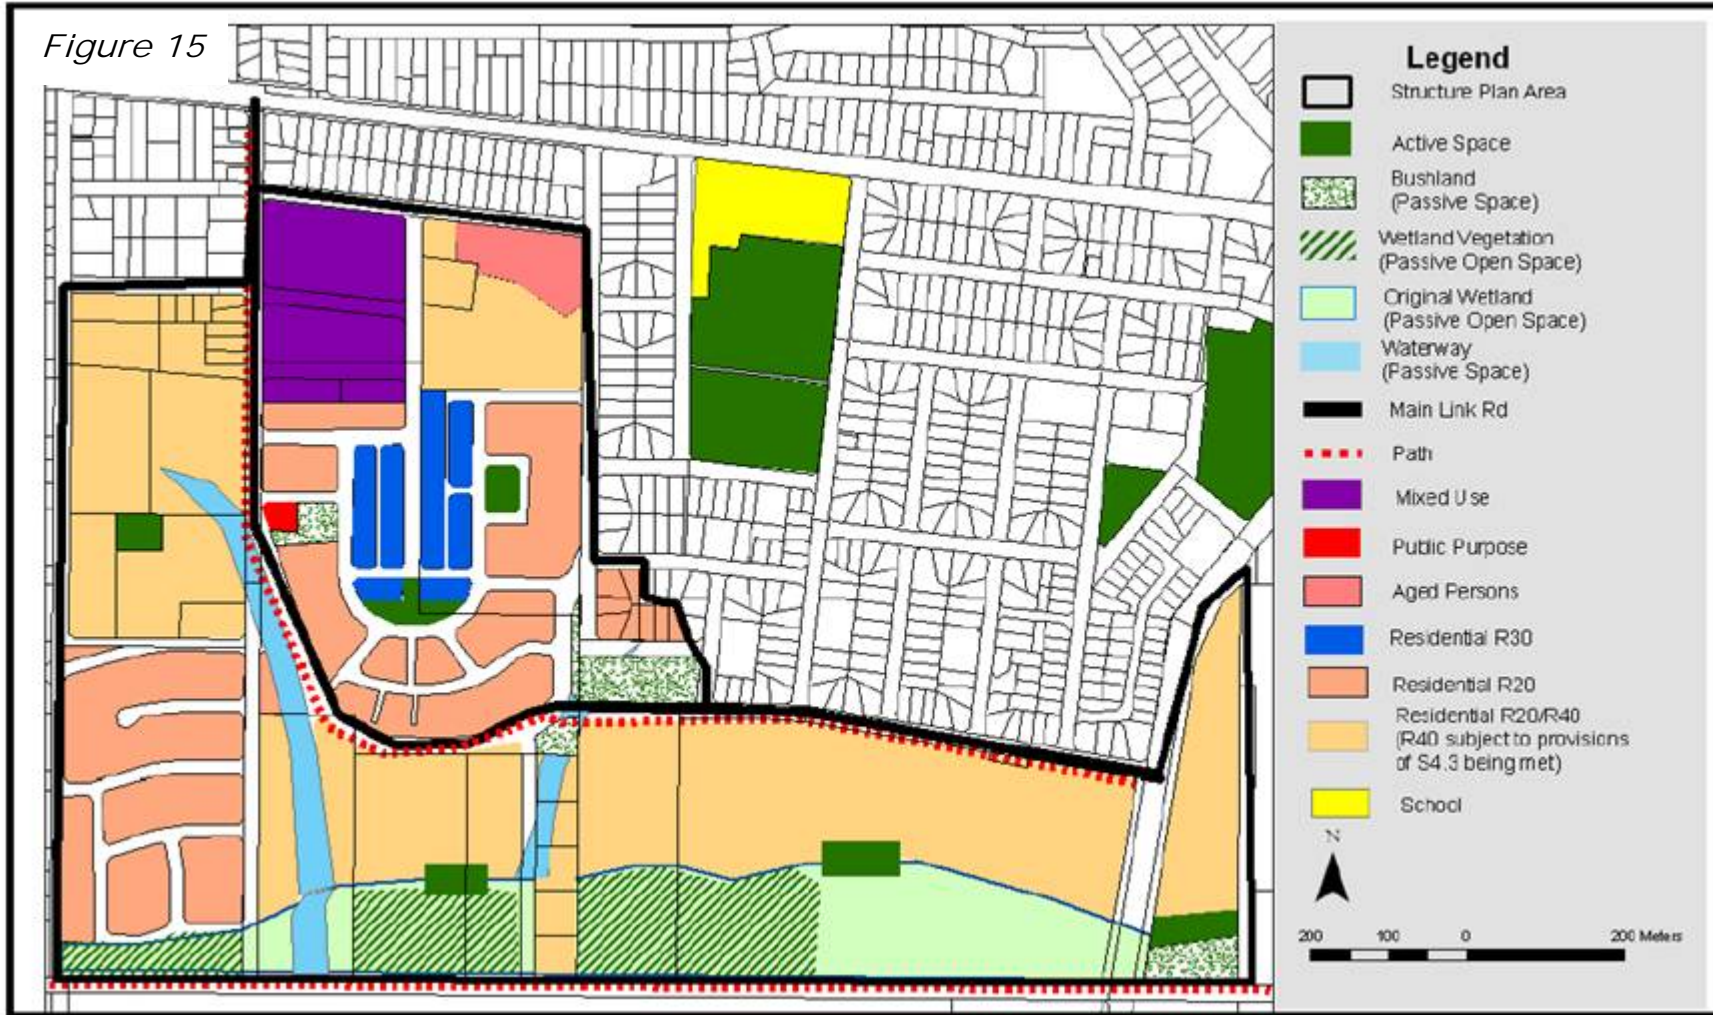 Figure 15
Legend
Structure Plan Area
Active Space
Bushland
(Passive Space)
Wetland Vegetation
(Passive Open Space)
Original Wetland
(Passive Open Space)
Waterway
(Passive Space)
Main Link Rd
Path
Mixed Use
Public Purpose
Aged Persons
Residential R30
Residential R20
Residential R20/R40
(R40 subject to provisions
of S4.3 being met)
School
N
200 100 0 200 Meters